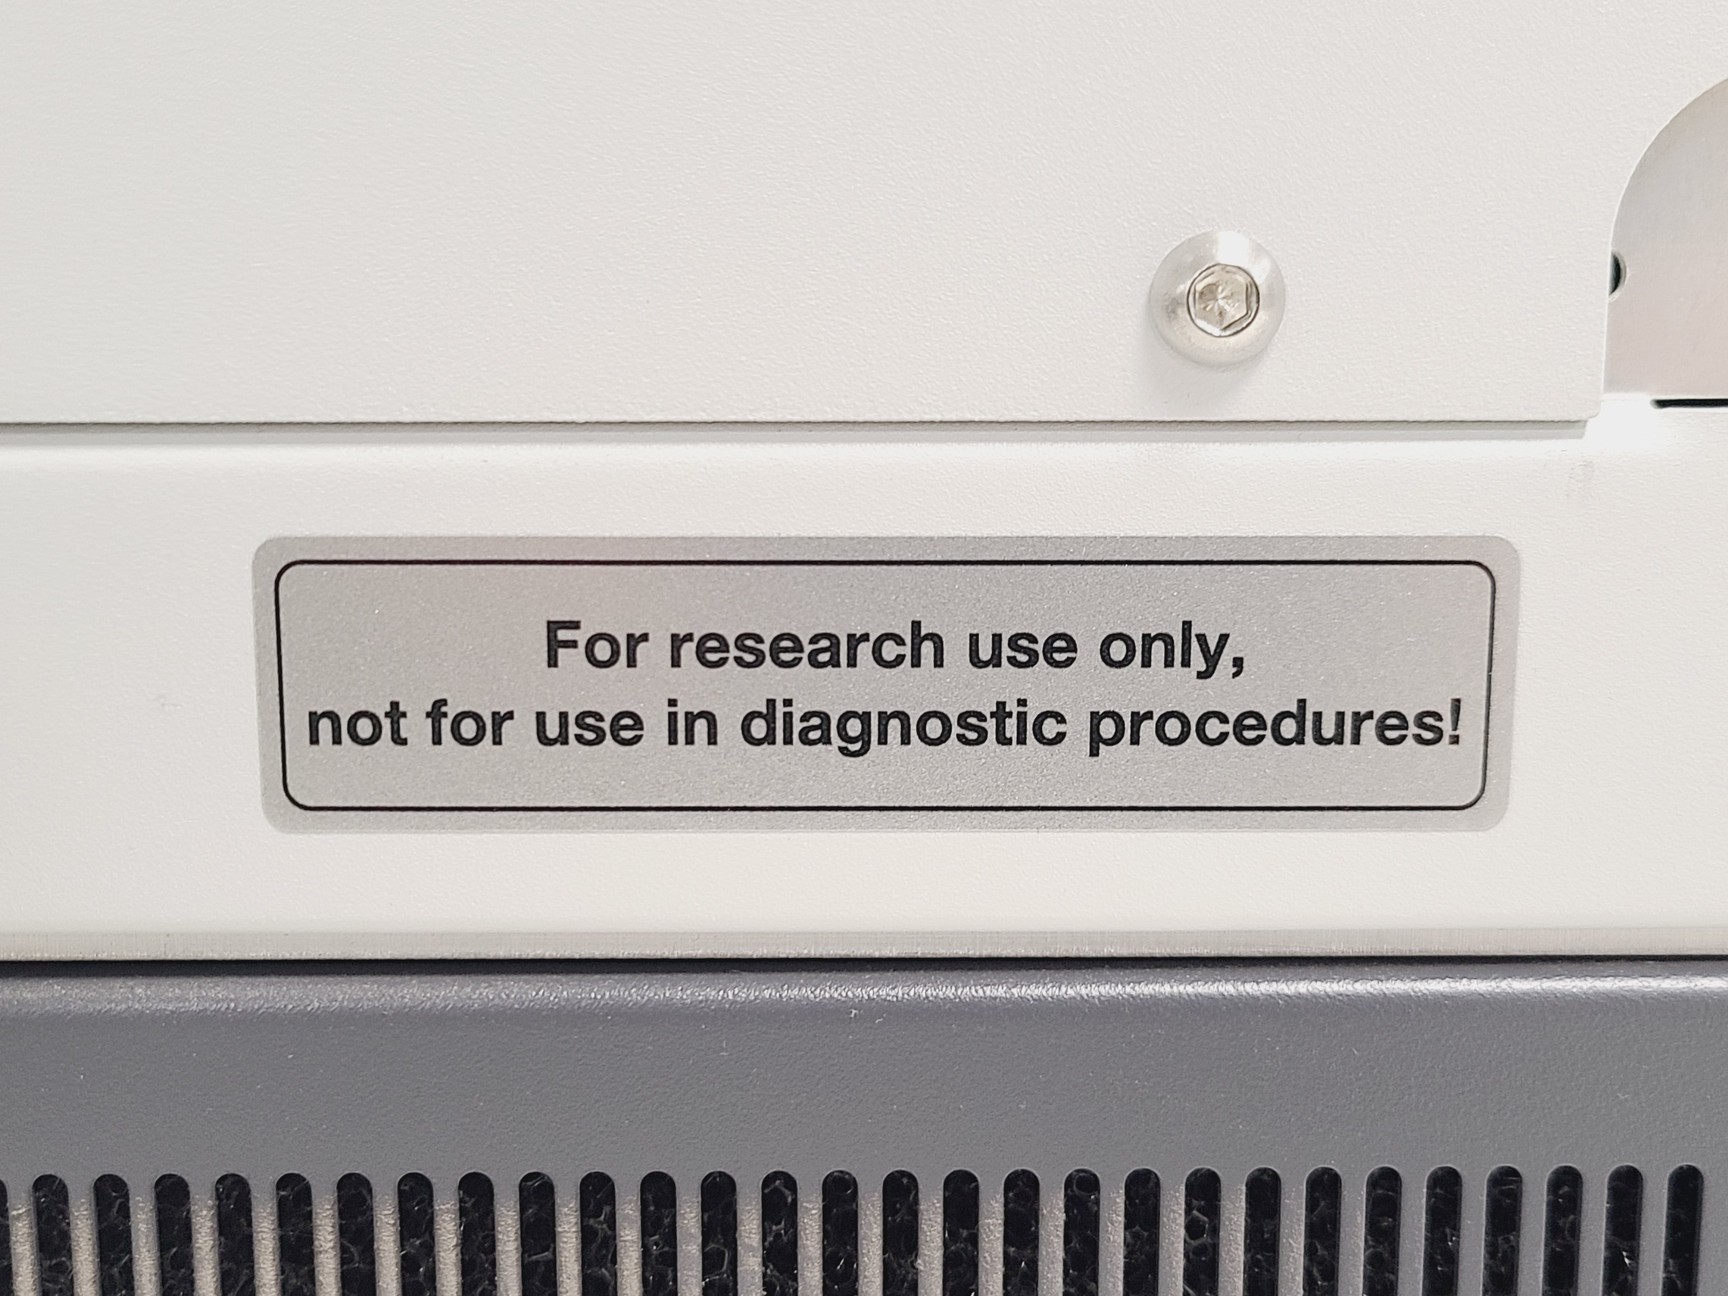 For research use only,
not for use in diagnostic procedures!